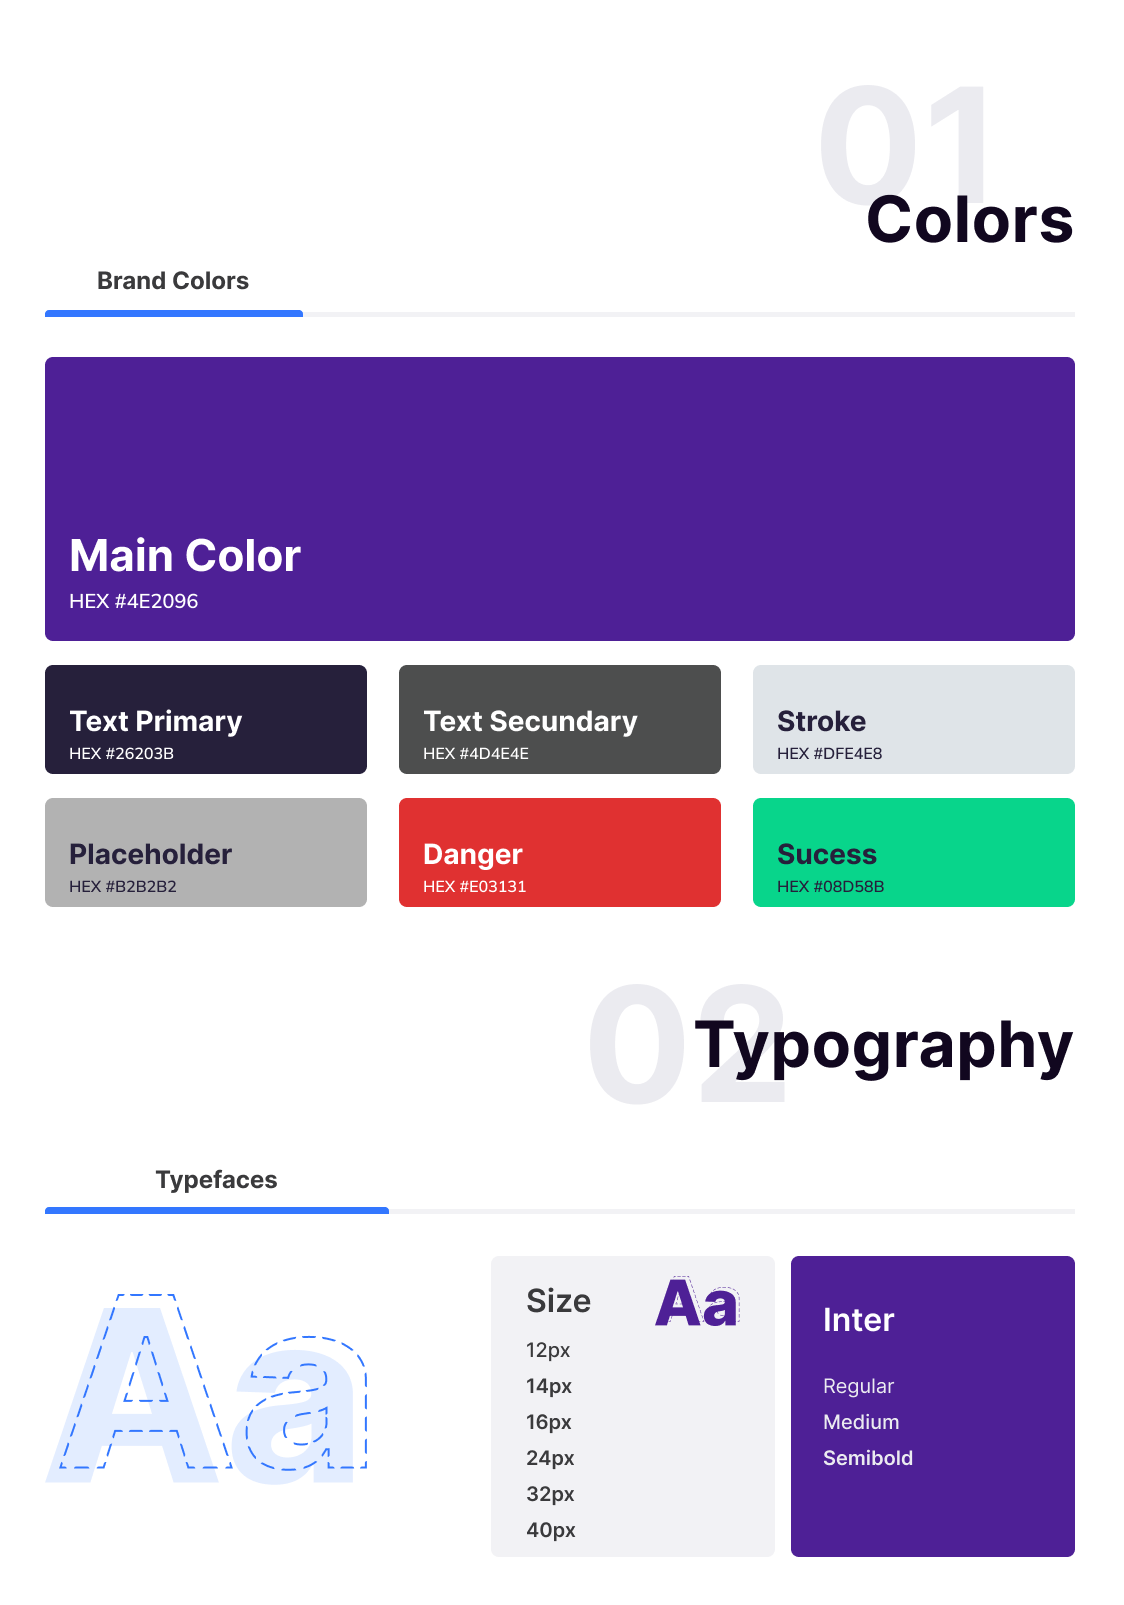 01
Colors
Brand Colors
Main Color
HEX #4E2096
Text Primary
HEX #26203B
Text Secundary
HEX #4D4E4E
Stroke
HEX #DFE4E8
Placeholder
HEX #B2B2B2
Danger
HEX #E03131
Sucess
HEX #08D58B
02
Typography
Typefaces
Aa
Size
Aa
12px
14px
16px
24px
32px
40px
Inter
Regular
Medium
Semibold